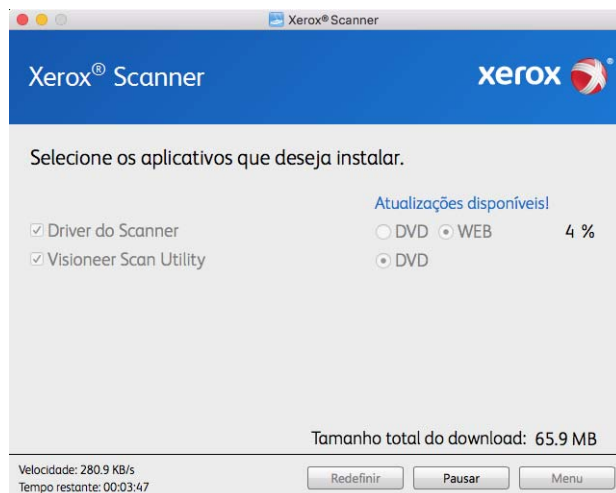 Xerox® Scanner
Xerox® Scanner
xerox®
Selecione os aplicativos que deseja instalar.
Atualizações disponíveis!
Driver do Scanner DVD WEB 4 %
Visioneer Scan Utility DVD
Tamanho total do download: 65.9 MB
Velocidade: 280.9 KB/s
Tempo restante: 00:03:47
Redefinir Pausar Menu